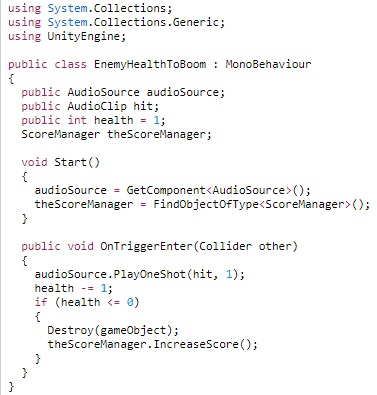 using System.Collections;
using System.Collections.Generic;
using UnityEngine;

public class EnemyHealthToBoom : MonoBehaviour
{
  public AudioSource audioSource;
  public AudioClip hit;
  public int health = 1;
  ScoreManager theScoreManager;

  void Start()
  {
    audioSource = GetComponent<AudioSource>();
    theScoreManager = FindObjectOfType<ScoreManager>();
  }

  public void OnTriggerEnter(Collider other)
  {
    audioSource.PlayOneShot(hit, 1);
    health -= 1;
    if (health <= 0)
    {
      Destroy(gameObject);
      theScoreManager.IncreaseScore();
    }
  }
}